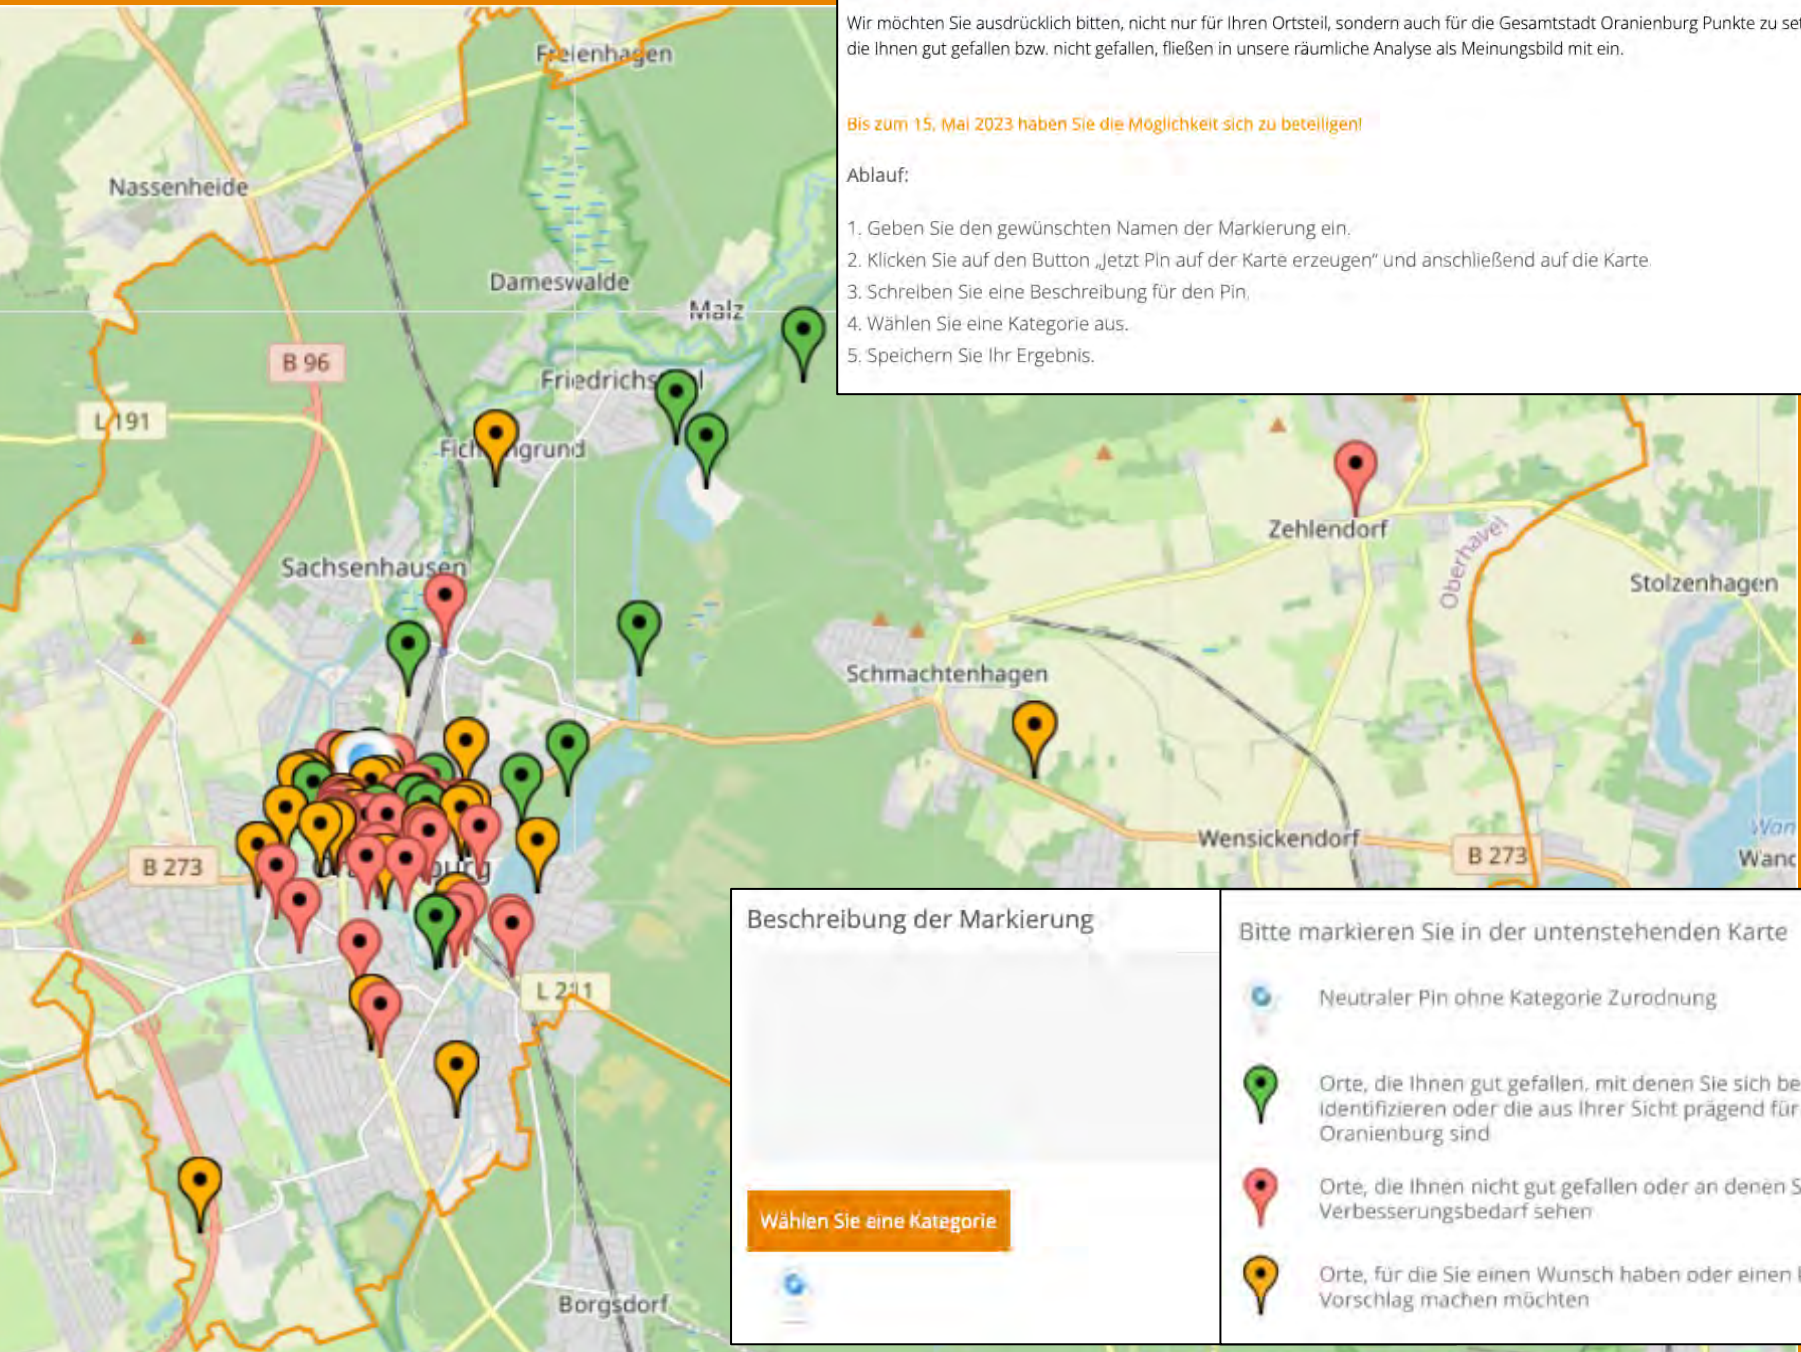 Wir möchten Sie ausdrücklich bitten, nicht nur für Ihren Ortsteil, sondern auch für die Gesamtstadt Oranienburg Punkte zu
die Ihnen gut gefallen bzw. nicht gefallen, fließen in unsere räumliche Analyse als Meinungsbild mit ein.
Bis zum 15. Mai 2023 haben Sie die Möglichkeit sich zu beteiligen!
Ablauf:
1. Geben Sie den gewünschten Namen der Markierung ein.
2. Klicken Sie auf den Button „Jetzt Pin auf der Karte erzeugen“ und anschließend auf die Karte.
3. Schreiben Sie eine Beschreibung für den Pin.
4. Wählen Sie eine Kategorie aus.
5. Speichern Sie Ihr Ergebnis.
Freienhagen
Nassenheide
Dameswalde
Malz
B 96
L 191
Zehlendorf
Oberhavel
Stolzenhagen
Sachsenhausen
Schmachtenhagen
Wensickendorf
B 273
B 273
L 211
Borgsdorf
Beschreibung der Markierung
Wählen Sie eine Kategorie
Bitte markieren Sie in der untenstehenden Karte
Neutraler Pin ohne Kategorie Zurodnung
Orte, die Ihnen gut gefallen, mit denen Sie sich
identifizieren oder die aus Ihrer Sicht prägend für
Oranienburg sind
Orte, die Ihnen nicht gut gefallen oder an denen
Verbesserungsbedarf sehen
Orte, für die Sie einen Wunsch haben oder einen
Vorschlag machen möchten